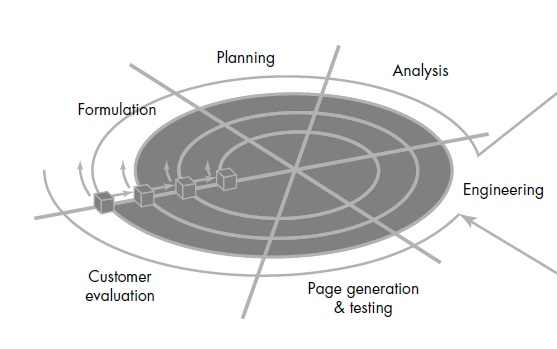 Planning
Analysis
Formulation
Engineering
Customer
evaluation
Page generation
& testing